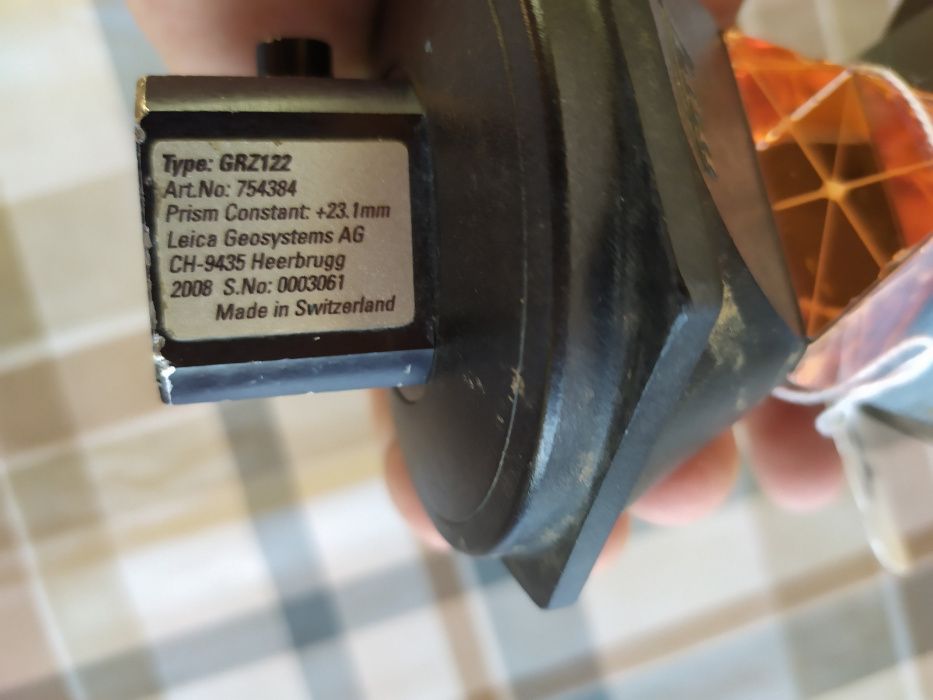 Type: GRZ122
Art.No: 754384
Prism Constant: +23.1mm
Leica Geosystems AG
CH-9435 Heerbrugg
2008 S.No: 0003061
Made in Switzerland